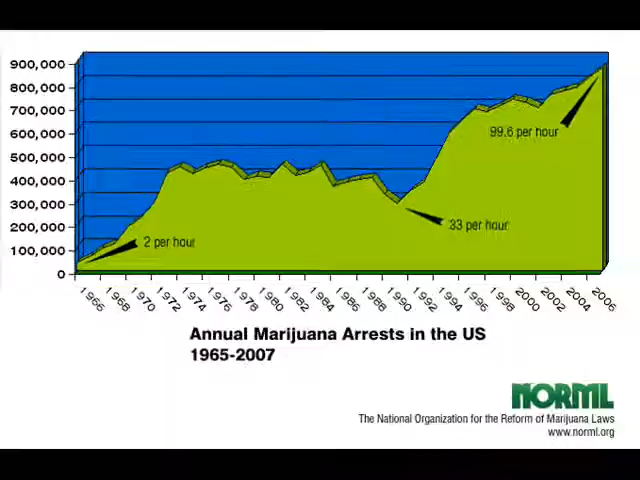 900,000
800,000
700,000
600,000
500,000
400,000
300,000
200,000
100,000
0
99.6 per hour
33 per hour
2 per hour
1966 1968 1970 1972 1974 1976 1978 1980 1982 1984 1986 1988 1990 1992 1994 1996 1998 2000 2002 2004 2006
Annual Marijuana Arrests in the US
1965-2007
NORML
The National Organization for the Reform of Marijuana Laws
www.norml.org